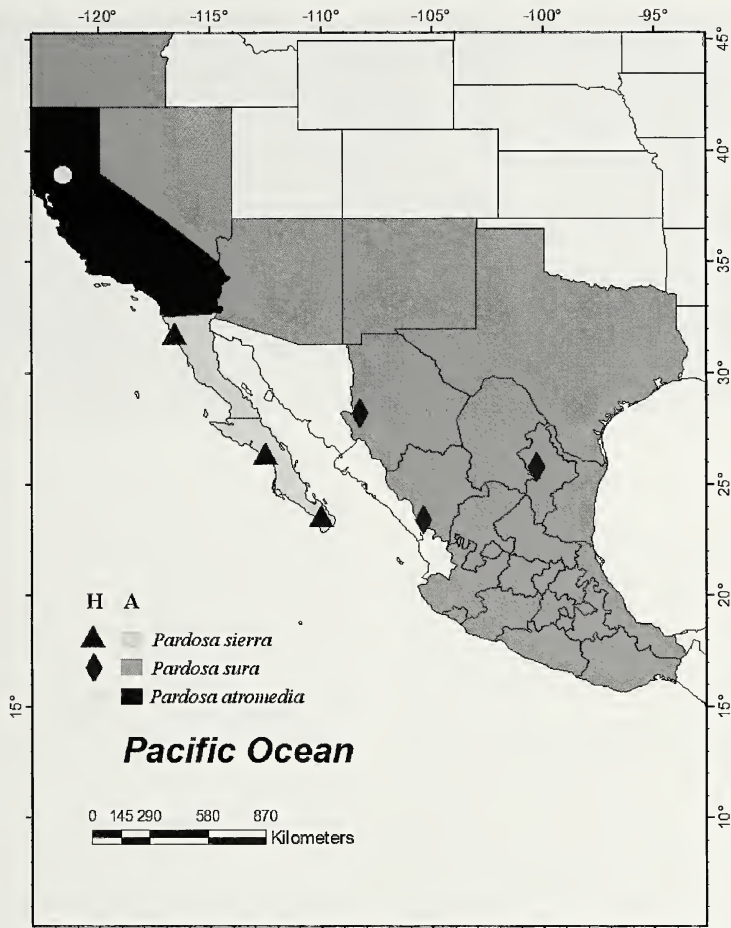 -120° -115° -110° -105° -100° -95°
45°
40°
35°
30°
25°
20°
15°
15°
10°
H A
Pardosa sierra
Pardosa sura
Pardosa atromedia
Pacific Ocean
0 145 290 580 870
Kilometers